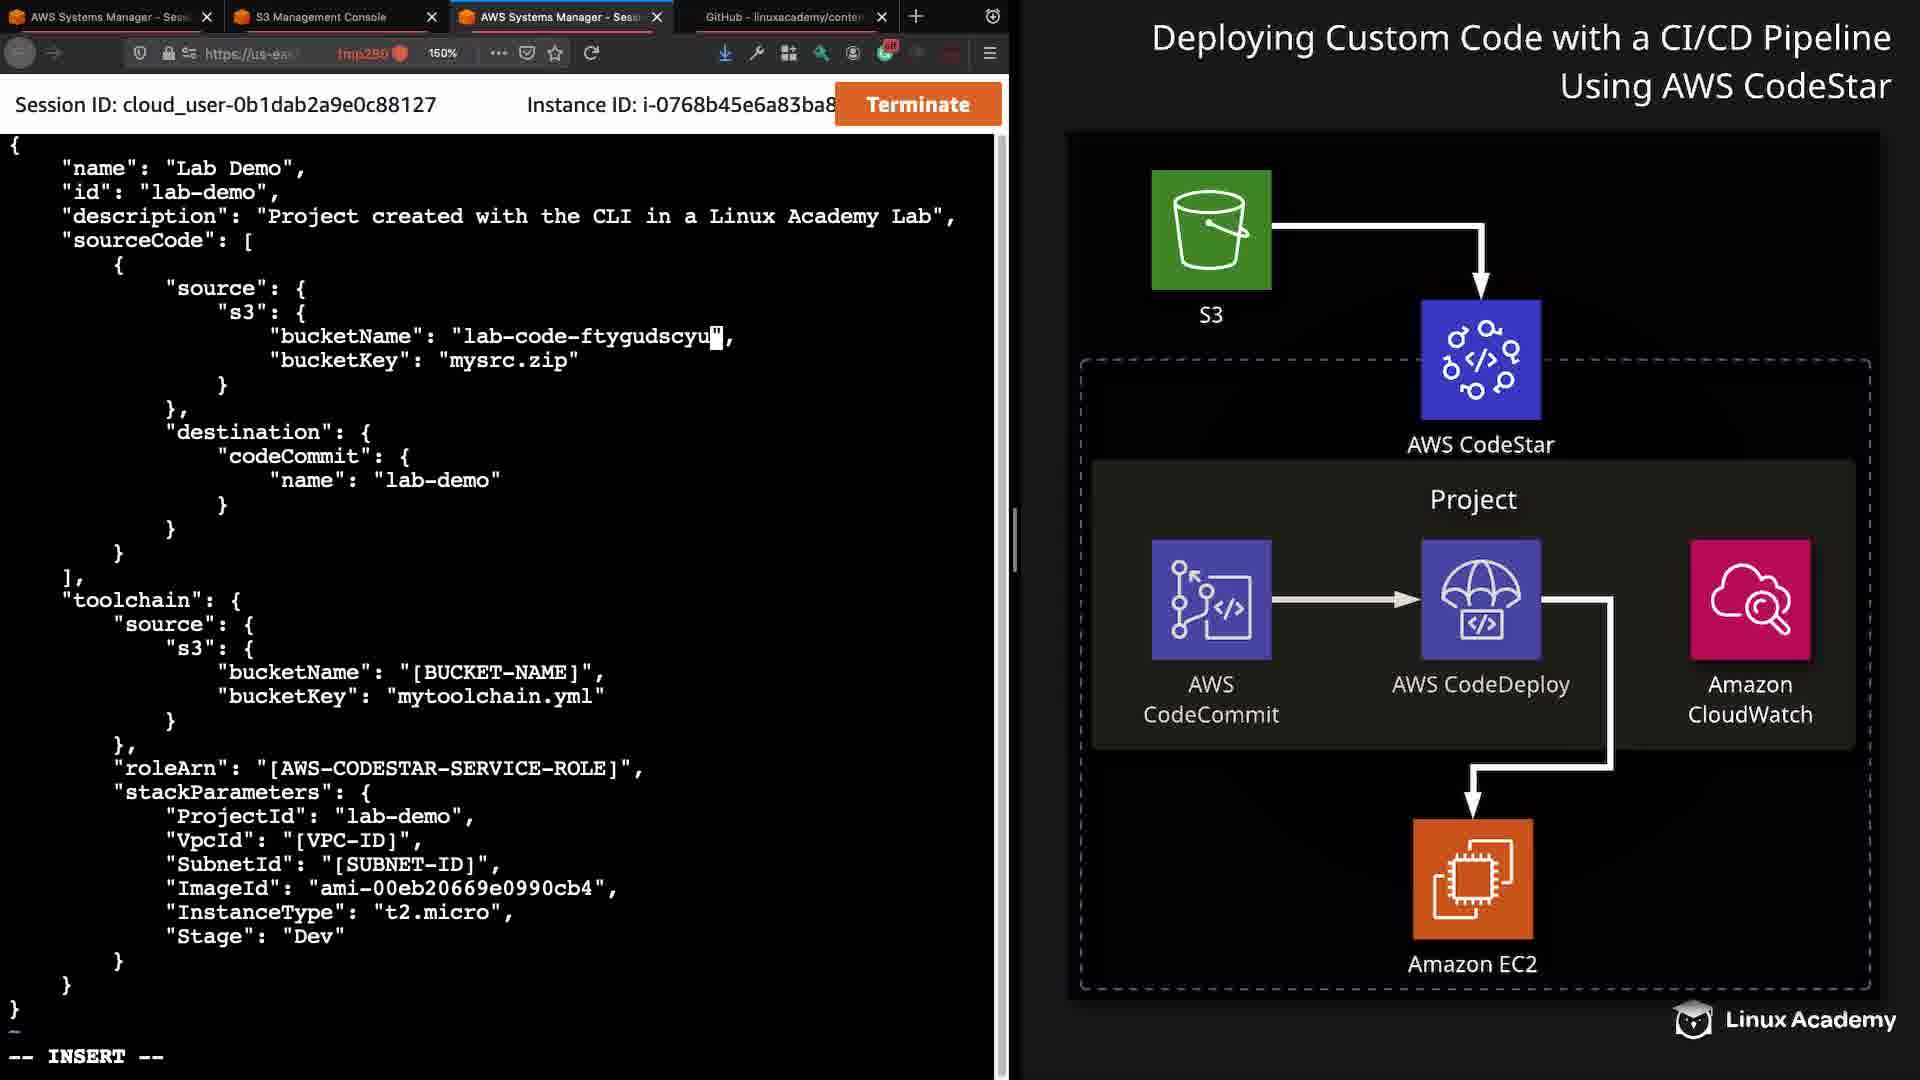 AWS Systems Manager - Sess
S3 Management Console
AWS Systems Manager - Sess
GitHub - linuxacademy/conten
https://us-eas
tmp290
150%
off
Session ID: cloud_user-0b1dab2a9e0c88127
Instance ID: i-0768b45e6a83ba8
Terminate
{
"name": "Lab Demo",
"id": "lab-demo",
"description": "Project created with the CLI in a Linux Academy Lab",
"sourceCode": [
{
"source": {
"s3": {
"bucketName": "lab-code-ftygudscyu",
"bucketKey": "mysrc.zip"
}
},
"destination": {
"codeCommit": {
"name": "lab-demo"
}
}
}
],
"toolchain": {
"source": {
"s3": {
"bucketName": "[BUCKET-NAME]",
"bucketKey": "mytoolchain.yml"
}
},
"roleArn": "[AWS-CODESTAR-SERVICE-ROLE]",
"stackParameters": {
"ProjectId": "lab-demo",
"VpcId": "[VPC-ID]",
"SubnetId": "[SUBNET-ID]",
"ImageId": "ami-00eb20669e0990cb4",
"InstanceType": "t2.micro",
"Stage": "Dev"
}
}
}
~
-- INSERT --
Deploying Custom Code with a CI/CD Pipeline
Using AWS CodeStar
S3
</>
AWS CodeStar
Project
</>
</>
AWS
CodeCommit
AWS CodeDeploy
Amazon
CloudWatch
Amazon EC2
Linux Academy